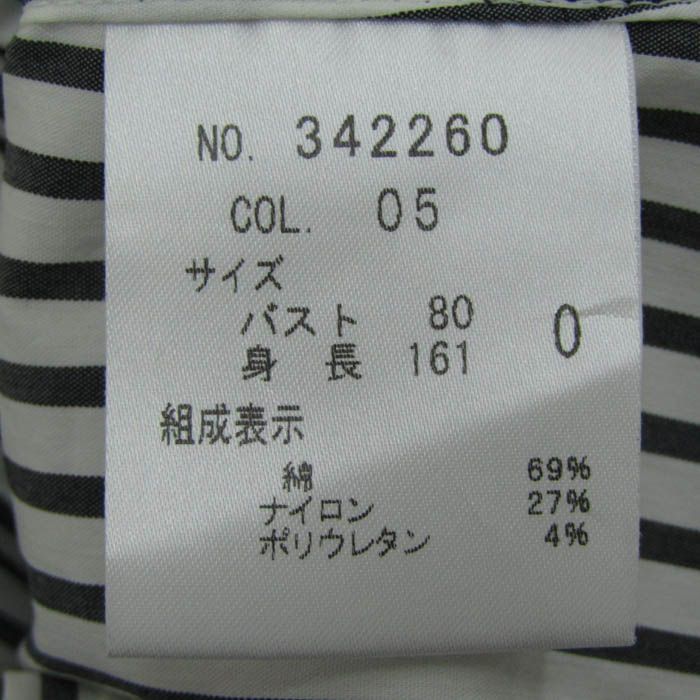 NO. 342260
COL. 05
サイズ
バスト 80
身長 161 0
組成表示
綿 69%
ナイロン 27%
ポリウレタン 4%